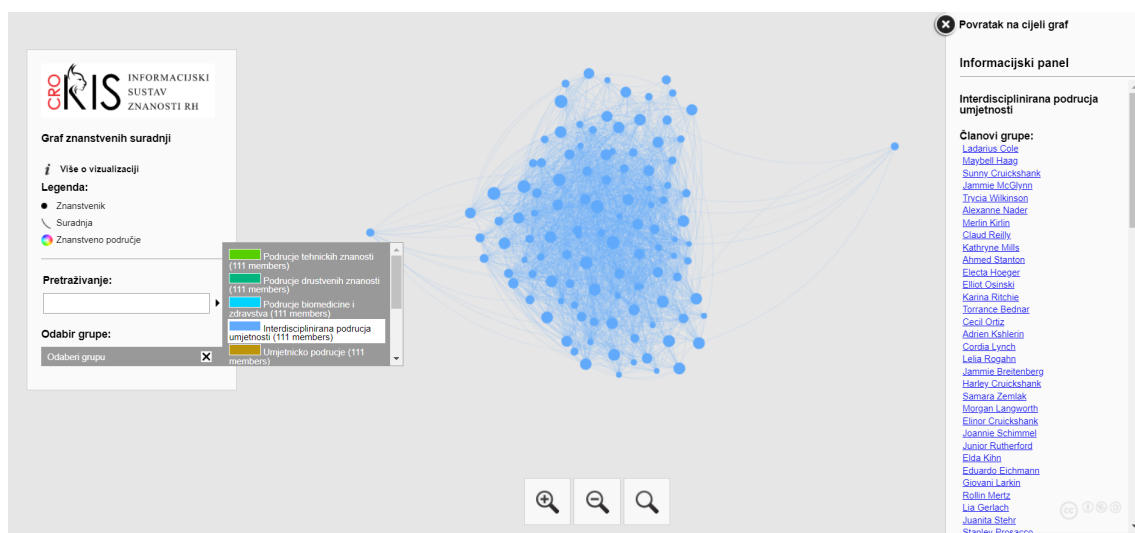 CRO
KIS
INFORMACIJSKI
SUSTAV
ZNANOSTI RH
Graf znanstvenih suradnji
i Više o vizualizaciji
Legenda:
Znanstvenik
Suradnja
Znanstveno područje
Pretraživanje:
Odabir grupe:
Odaberi grupu
Podrucje tehnickih znanosti
(111 members)
Podrucje drustvenih znanosti
(111 members)
Podrucje biomedicine i
zdravstva (111 members)
Interdisciplinirana podrucja
umjetnosti (111 members)
Umjetnicko podrucje (111
members)
Povratak na cijeli graf
Informacijski panel
Interdisciplinirana podrucja
umjetnosti
Članovi grupe:
Ladarius Cole
Maybell Haag
Sunny Cruickshank
Jammie McGlynn
Trycia Wilkinson
Alexanne Nader
Merlin Kirlin
Claud Reilly
Kathryne Mills
Ahmed Stanton
Electa Hoeger
Elliot Osinski
Karina Ritchie
Torrance Bednar
Cecil Ortiz
Adrien Kshlerin
Cordia Lynch
Lelia Rogahn
Jammie Breitenberg
Harley Cruickshank
Samara Zemlak
Morgan Langworth
Elinor Cruickshank
Joannie Schimmel
Junior Rutherford
Elda Kihn
Eduardo Eichmann
Giovani Larkin
Rollin Mertz
Lia Gerlach
Juanita Stehr
Stanley Prosacco
cc